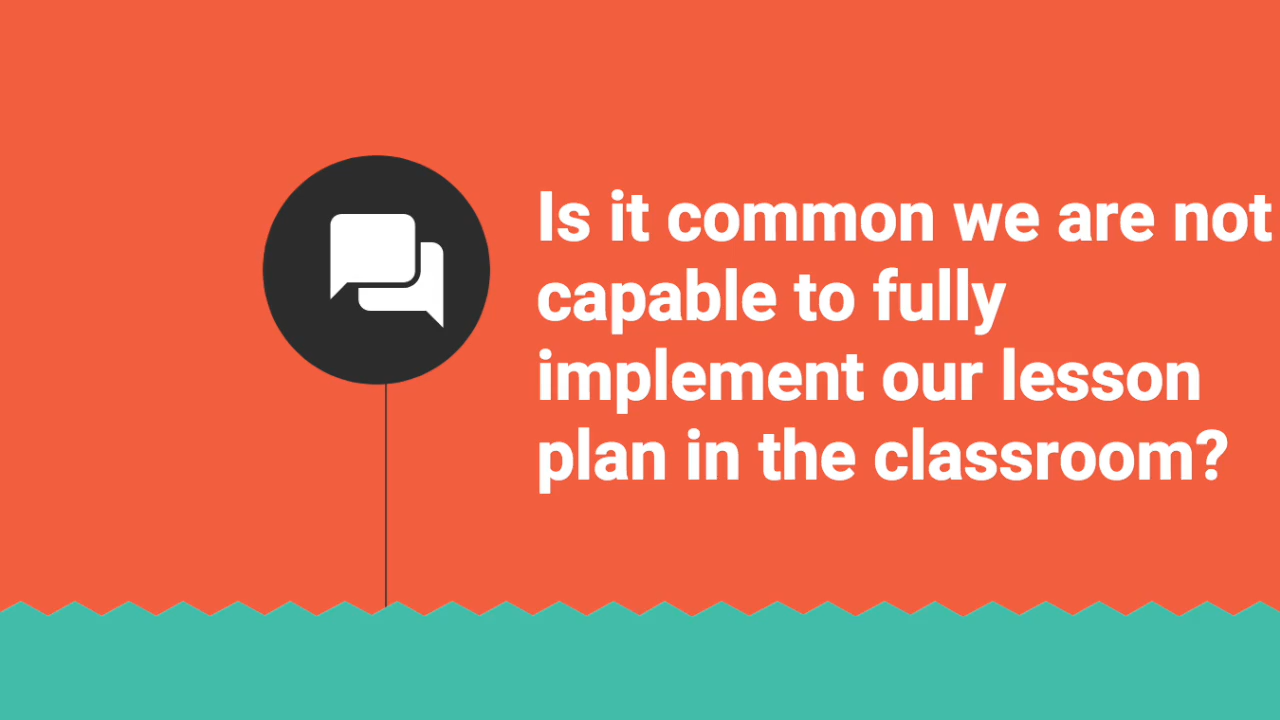 Is it common we are not
capable to fully
implement our lesson
plan in the classroom?